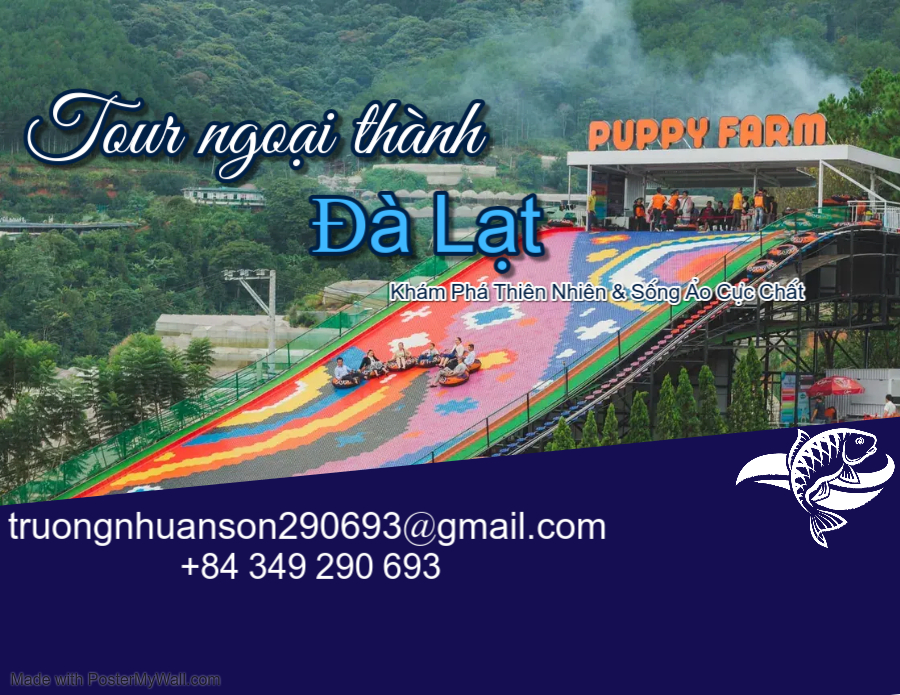 PUPPY FARM
Tour ngoại thành
Đà Lạt
Khám Phá Thiên Nhiên & Sống Ảo Cực Chất
truongnhuanson290693@gmail.com
+84 349 290 693
Made with PosterMyWall.com